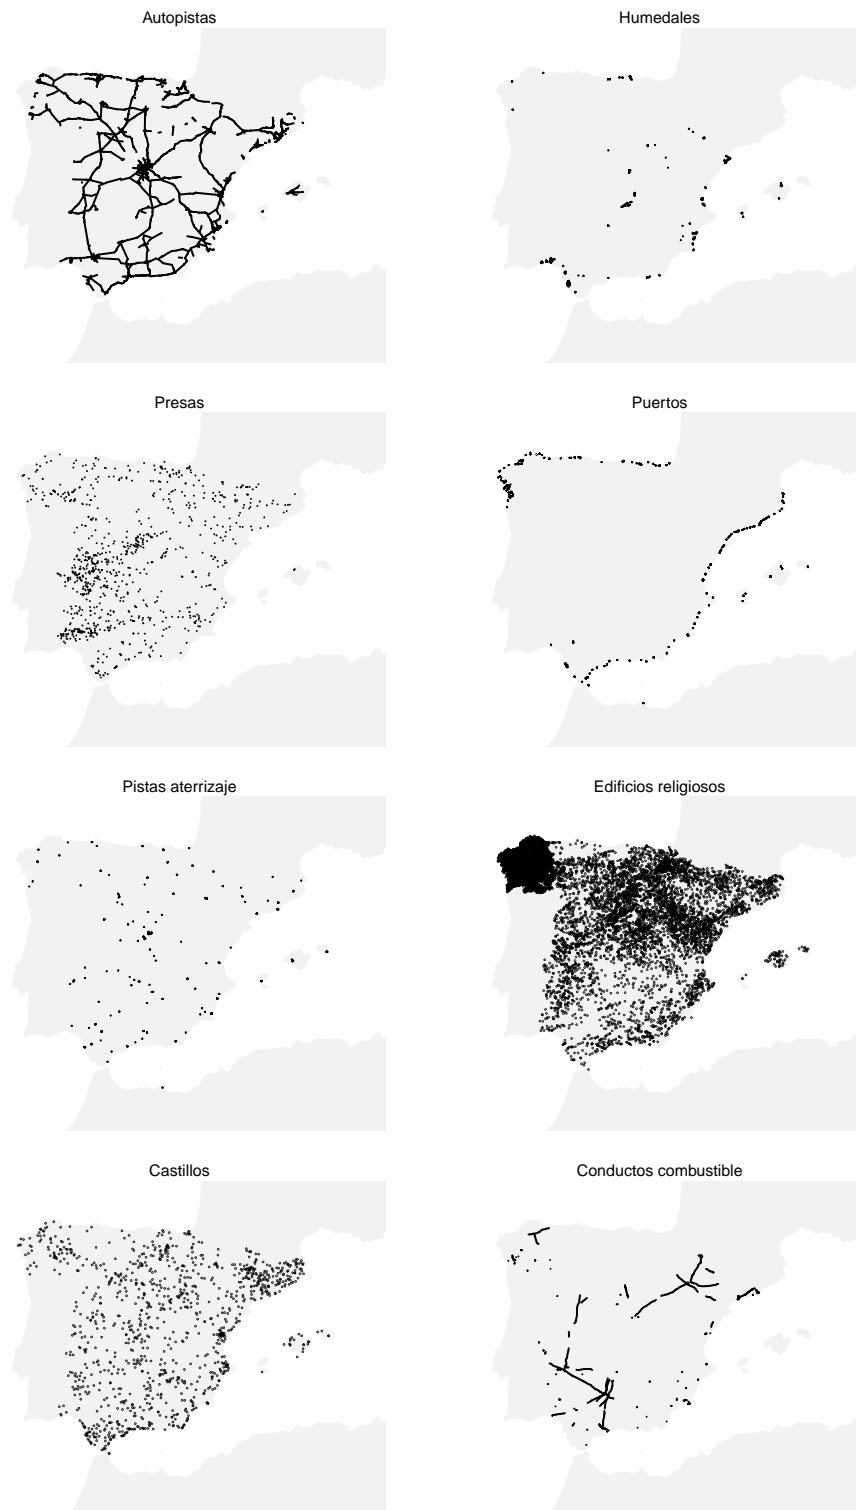 Autopistas
Humedales
Presas
Puertos
Pistas aterrizaje
Edificios religiosos
Castillos
Conductos combustible